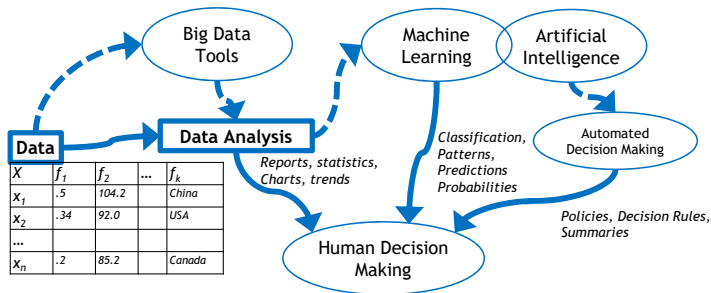 Big Data
Tools
Machine
Learning
Artificial
Intelligence
Data
Data Analysis
Automated
Decision Making
Reports, statistics,
Charts, trends
Classification,
Patterns,
Predictions
Probabilities
Policies, Decision Rules,
Summaries
Human Decision
Making
X f1 f2 … fk
x1 .5 104.2 China
x2 .34 92.0 USA
…
xn .2 85.2 Canada